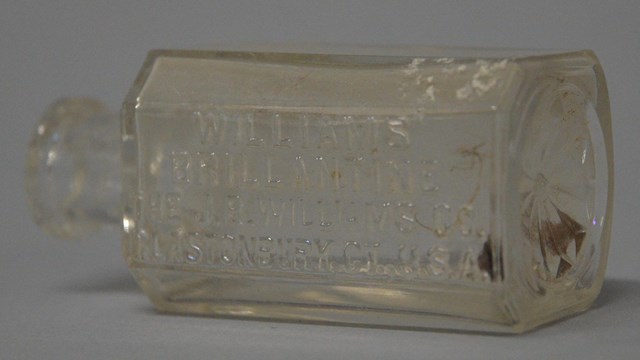 WILLIAMS
BRILLANTINE
THE J.B. WILLIAMS CO.
GLASTONBURY, CT., U.S.A.